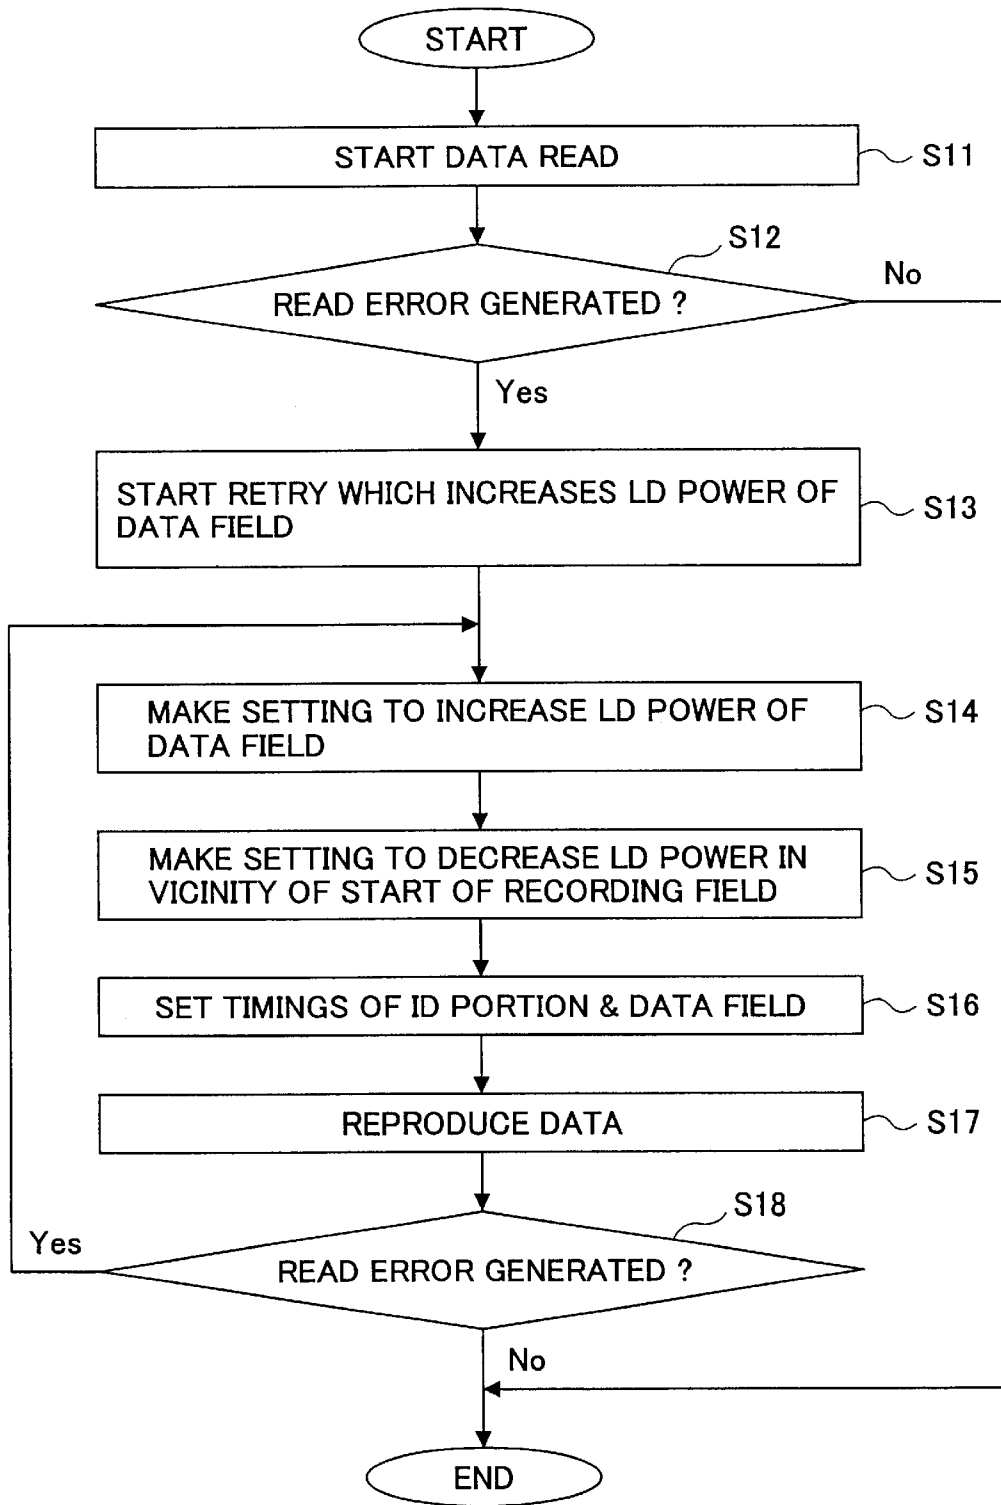 START
START DATA READ
S11
S12
READ ERROR GENERATED ?
No
Yes
START RETRY WHICH INCREASES LD POWER OF
DATA FIELD
S13
MAKE SETTING TO INCREASE LD POWER OF
DATA FIELD
S14
MAKE SETTING TO DECREASE LD POWER IN
VICINITY OF START OF RECORDING FIELD
S15
SET TIMINGS OF ID PORTION & DATA FIELD
S16
REPRODUCE DATA
S17
S18
Yes
READ ERROR GENERATED ?
No
END